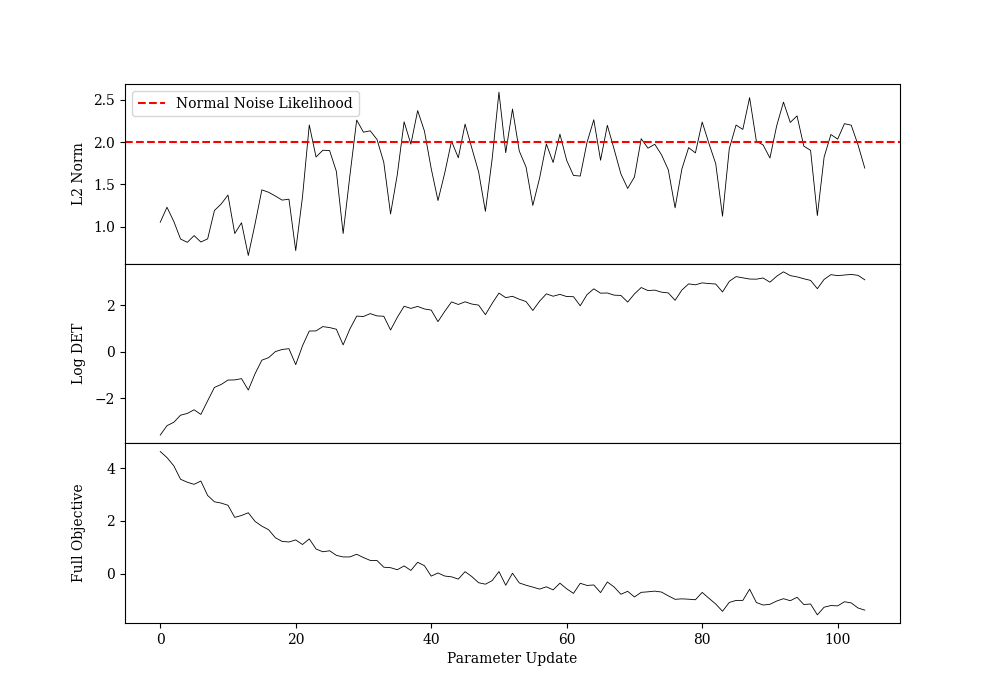 Normal Noise Likelihood
2.5
2.0
1.5
1.0
L2 Norm
2
0
−2
Log DET
4
2
0
Full Objective
0 20 40 60 80 100
Parameter Update